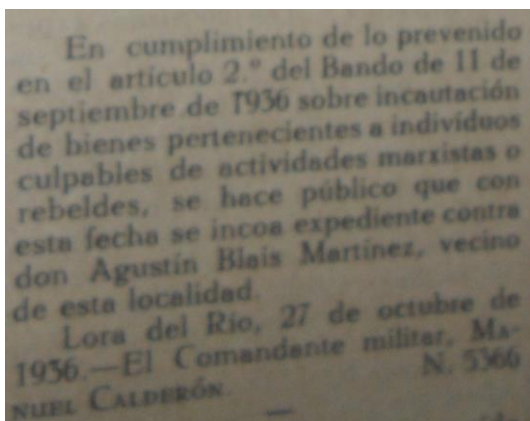 En cumplimiento de lo prevenido
en el artículo 2.º del Bando de 11 de
septiembre de 1936 sobre incautación
de bienes pertenecientes a indivíduos
culpables de actividades marxistas o
rebeldes, se hace público que con
esta fecha se incoa expediente contra
don Agustín Blais Martínez, vecino
de esta localidad.
Lora del Río, 27 de octubre de
1936.—El Comandante militar, MA-
NUEL CALDERÓN. N. 5366